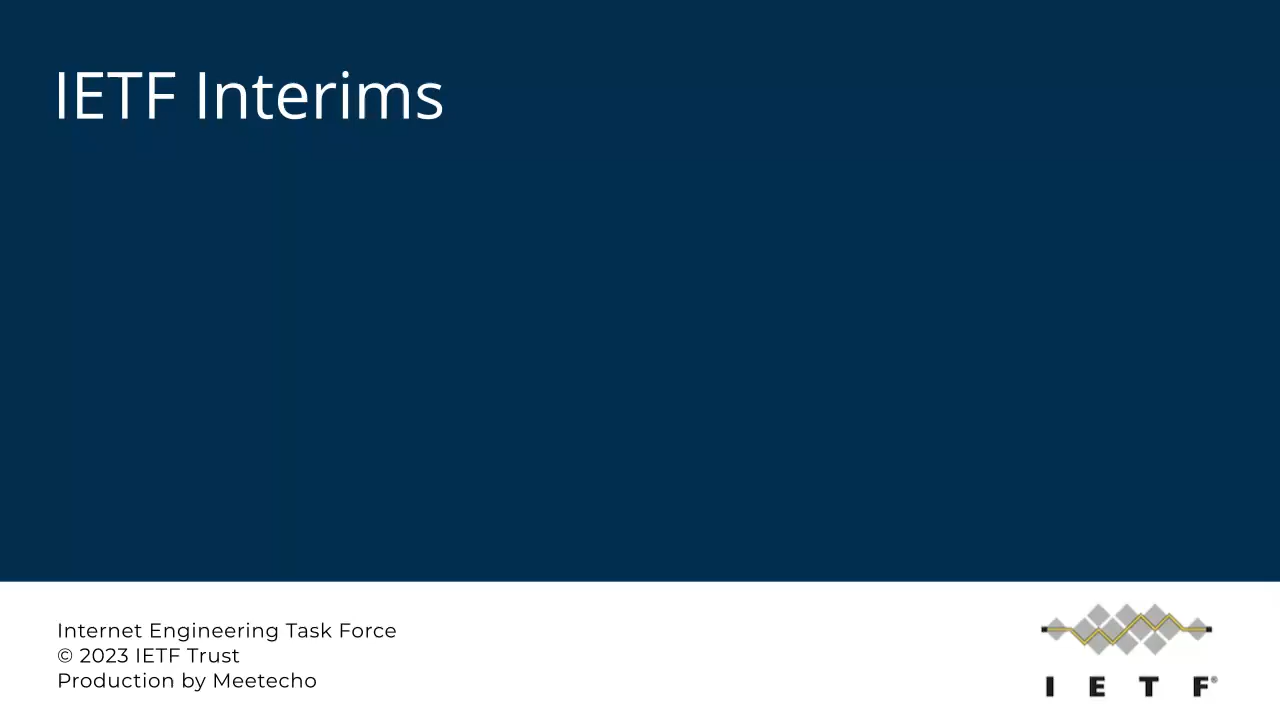 IETF Interims
Internet Engineering Task Force
© 2023 IETF Trust
Production by Meetecho
I E T F®